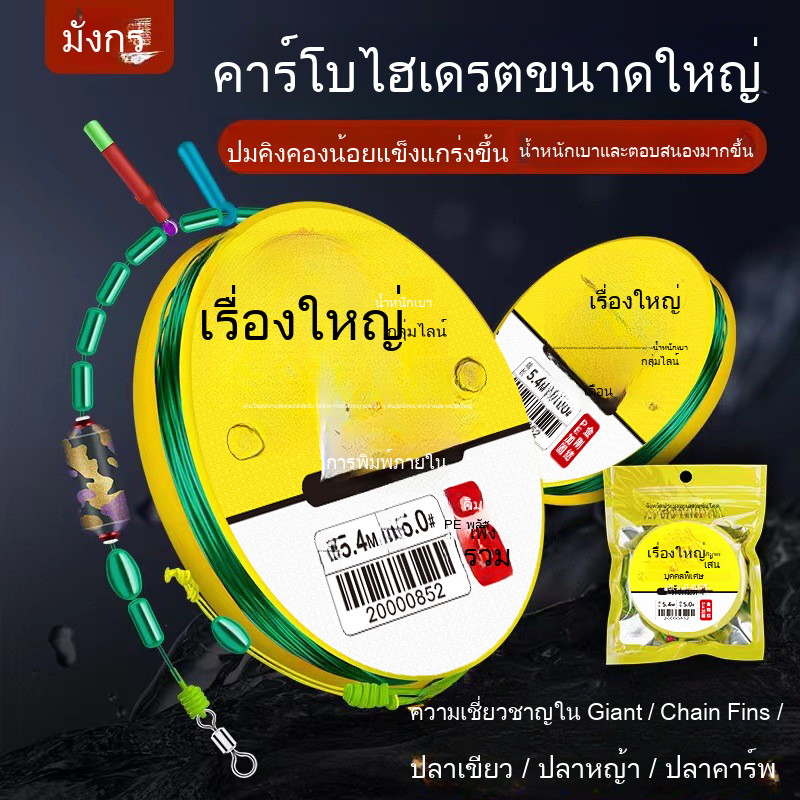 มั่งกร
คาร์โบไฮเดรตขนาดใหญ่
ปมคิงคองน้อยแข็งแกร่งขึ้น น้ำหนักเบาและตอบสนองมากขึ้น
เรื่องใหญ่
น้ำหนักเบา
กลุ่มไลน์
การพิมพ์ภายใน
5.4M
5.0#
20000852
PE พลัส
ทั้ง
รวม
เรื่องใหญ่
น้ำหนักเบา
กลุ่มไลน์
5.4M
เรื่องใหญ่
เส้น
บุคคลพิเศษ
5.4M 5.0#
20000852
ความเชี่ยวชาญใน Giant / Chain Fins /
ปลาเขียว / ปลาหญ้า / ปลาคาร์พ